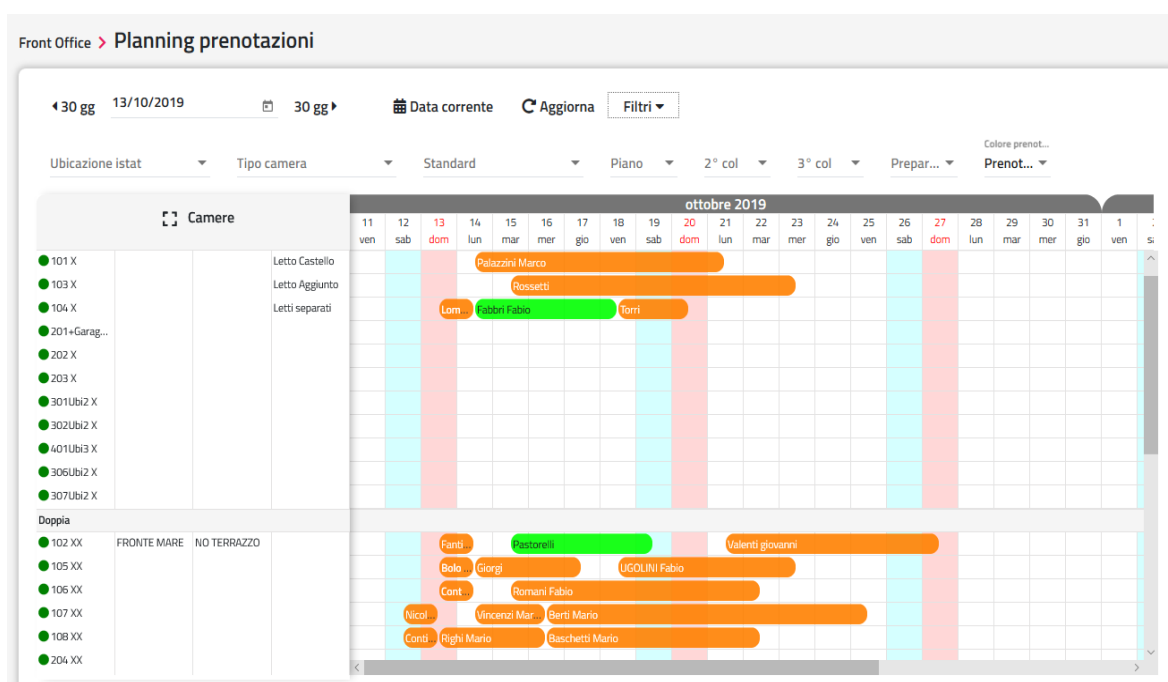 Front Office > Planning prenotazioni
30 gg 13/10/2019 30 gg Data corrente Aggiorna Filtri
Colore prenot...
Ubicazione istat Tipo camera Standard Piano 2° col 3° col Prepar... Prenot...
ottobre 2019
Camere
11 12 13 14 15 16 17 18 19 20 21 22 23 24 25 26 27 28 29 30 31 1
ven sab dom lun mar mer gio ven sab dom lun mar mer gio ven sab dom lun mar mer gio ven
101 X Letto Castello Palazzini Marco
103 X Letto Aggiunto Rossetti
104 X Letti separati Lom... Fabbri Fabio Torri
201+Garag...
202 X
203 X
301Ubi2 X
302Ubi2 X
401Ubi3 X
306Ubi2 X
307Ubi2 X
Doppia
102 XX FRONTE MARE NO TERRAZZO Fanti... Pastorelli Valenti giovanni
105 XX Bolo ... Giorgi UGOLINI Fabio
106 XX Cont... Romani Fabio
107 XX Nicol... Vincenzi Mar... Berti Mario
108 XX Conti... Righi Mario Baschetti Mario
204 XX